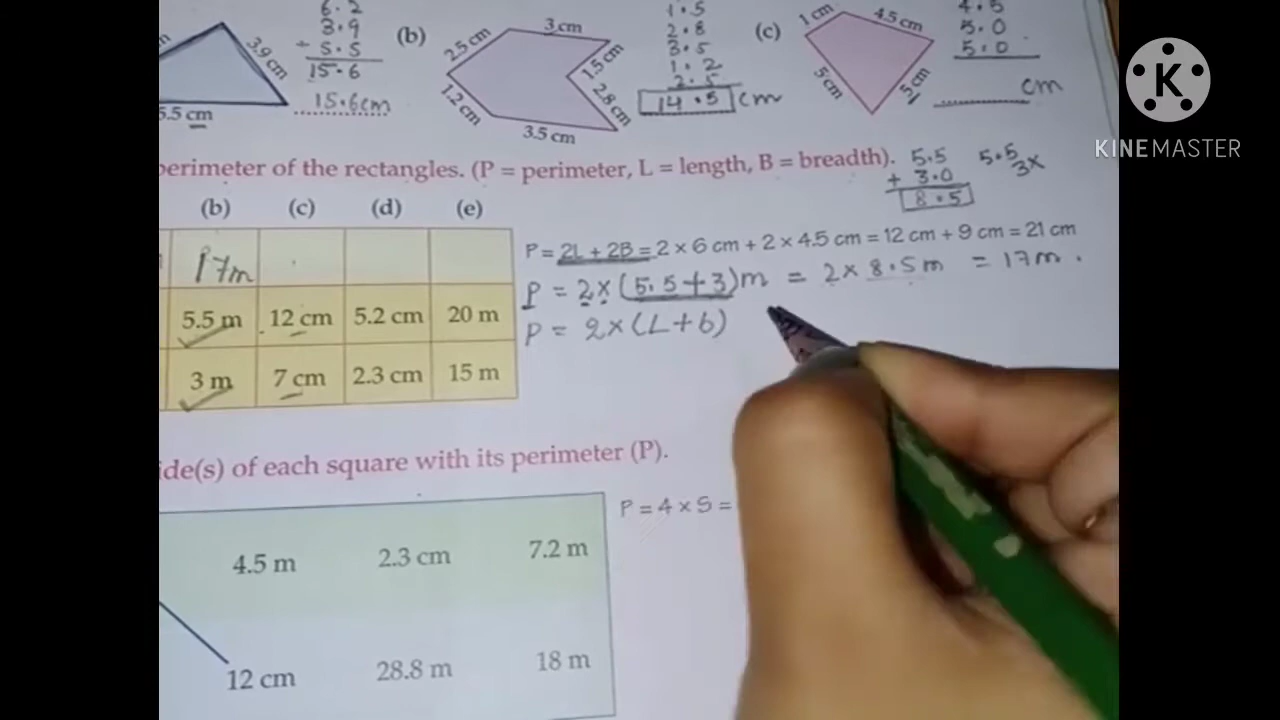 6.2
3.9
+ 5.5
15.6
15.6cm
3.9 cm
5.5 cm
(b)
2.5 cm
3 cm
1.5 cm
2.8 cm
3.5 cm
1.2 cm
1.5
2.8
3.5
1.2
2.5
14.5 cm
(c)
1 cm
4.5 cm
5 cm
5 cm
4.5
5.0
5.0
cm
K
KINEMASTER
perimeter of the rectangles. (P = perimeter, L = length, B = breadth).
5.5
+ 3.0
8.5
5.5
3x
(b) (c) (d) (e)
17m
5.5 m 12 cm 5.2 cm 20 m
3 m 7 cm 2.3 cm 15 m
P = 2L + 2B = 2 × 6 cm + 2 × 4.5 cm = 12 cm + 9 cm = 21 cm
P = 2 × (5.5+3)m = 2 × 8.5m = 17m.
P = 2 × (L+b)
ide(s) of each square with its perimeter (P).
P = 4 × S =
4.5 m 2.3 cm 7.2 m
12 cm 28.8 m 18 m